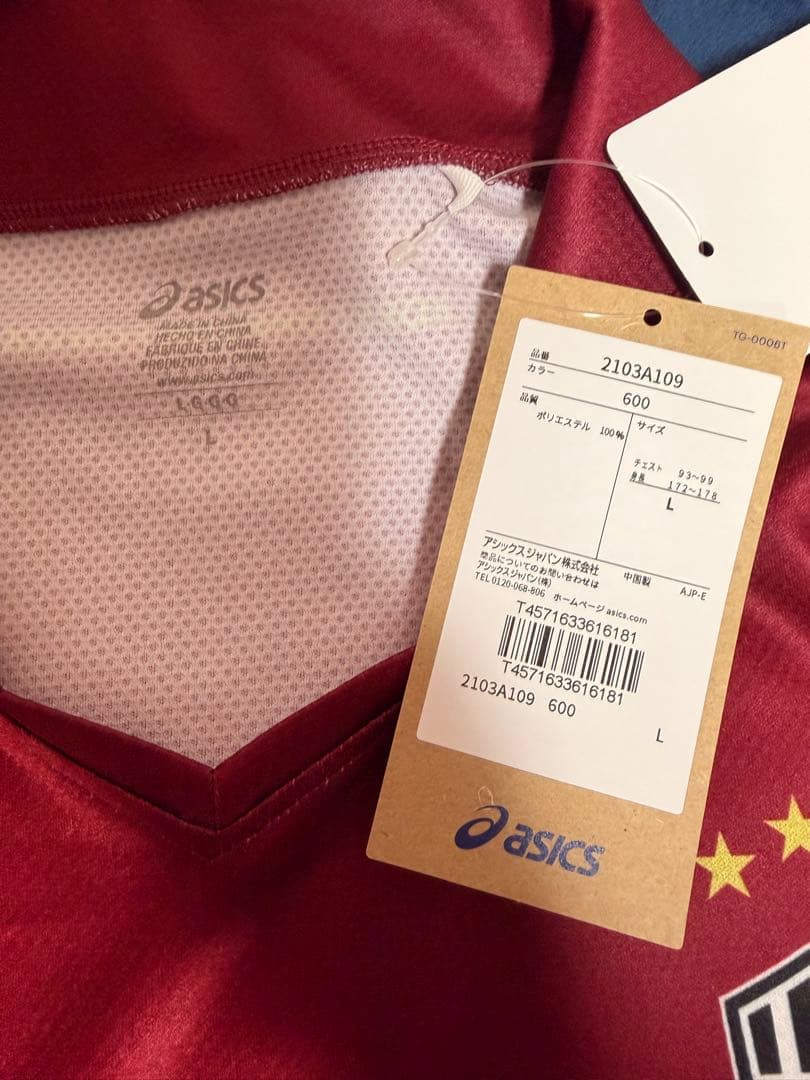 asics
MADE IN CHINA
HECHO EN CHINA
FABRIQUE EN CHINE
PRODUZIDO NA CHINA
www.asics.com
L
TG-0006T
品番 2103A109
カラー 600
品質
ポリエステル 100%
サイズ
チェスト 93~99
身長 172~178
L
アシックスジャパン株式会社
商品についてのお問い合わせは
アシックスジャパン(株)
TEL 0120-068-806 ホームページ asics.com
中国製
AJP-E
T4571633616181
T4571633616181
2103A109 600
L
asics